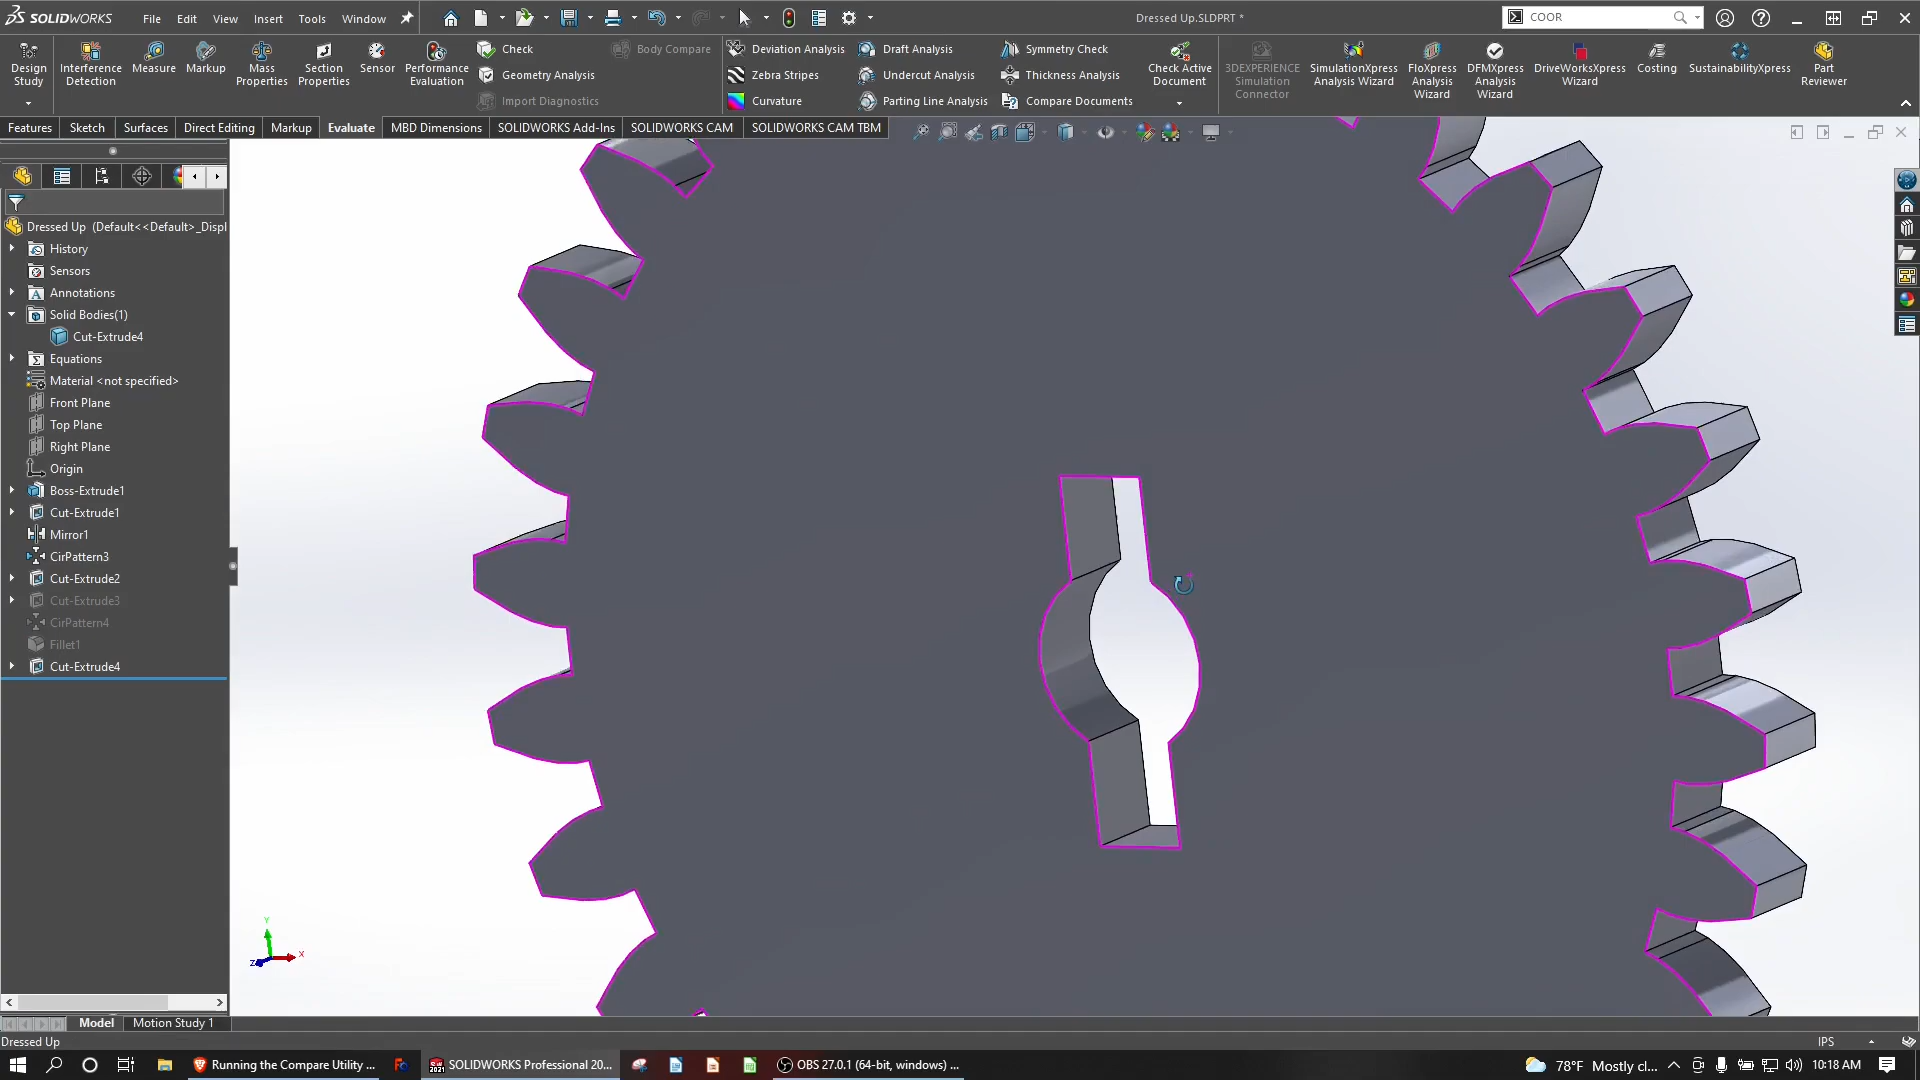 SOLIDWORKS File Edit View Insert Tools Window Dressed Up.SLDPRT * COOR
Design Study
Interference Detection
Measure
Markup
Mass Properties
Section Properties
Sensor
Performance Evaluation
Check
Geometry Analysis
Import Diagnostics
Body Compare
Deviation Analysis
Zebra Stripes
Curvature
Draft Analysis
Undercut Analysis
Parting Line Analysis
Symmetry Check
Thickness Analysis
Compare Documents
Check Active Document
3DEXPERIENCE Simulation Connector
SimulationXpress Analysis Wizard
FloXpress Analysis Wizard
DFMXpress Analysis Wizard
DriveWorksXpress Wizard
Costing
SustainabilityXpress
Part Reviewer
Features Sketch Surfaces Direct Editing Markup Evaluate MBD Dimensions SOLIDWORKS Add-Ins SOLIDWORKS CAM SOLIDWORKS CAM TBM
Dressed Up (Default<<Default>_Displ
History
Sensors
Annotations
Solid Bodies(1)
Cut-Extrude4
Equations
Material <not specified>
Front Plane
Top Plane
Right Plane
Origin
Boss-Extrude1
Cut-Extrude1
Mirror1
CirPattern3
Cut-Extrude2
Cut-Extrude3
CirPattern4
Fillet1
Cut-Extrude4
Y
X
Z
Model Motion Study 1
Dressed Up IPS
Running the Compare Utility ... SOLIDWORKS Professional 20... OBS 27.0.1 (64-bit, windows) ... 78°F Mostly cl... 10:18 AM